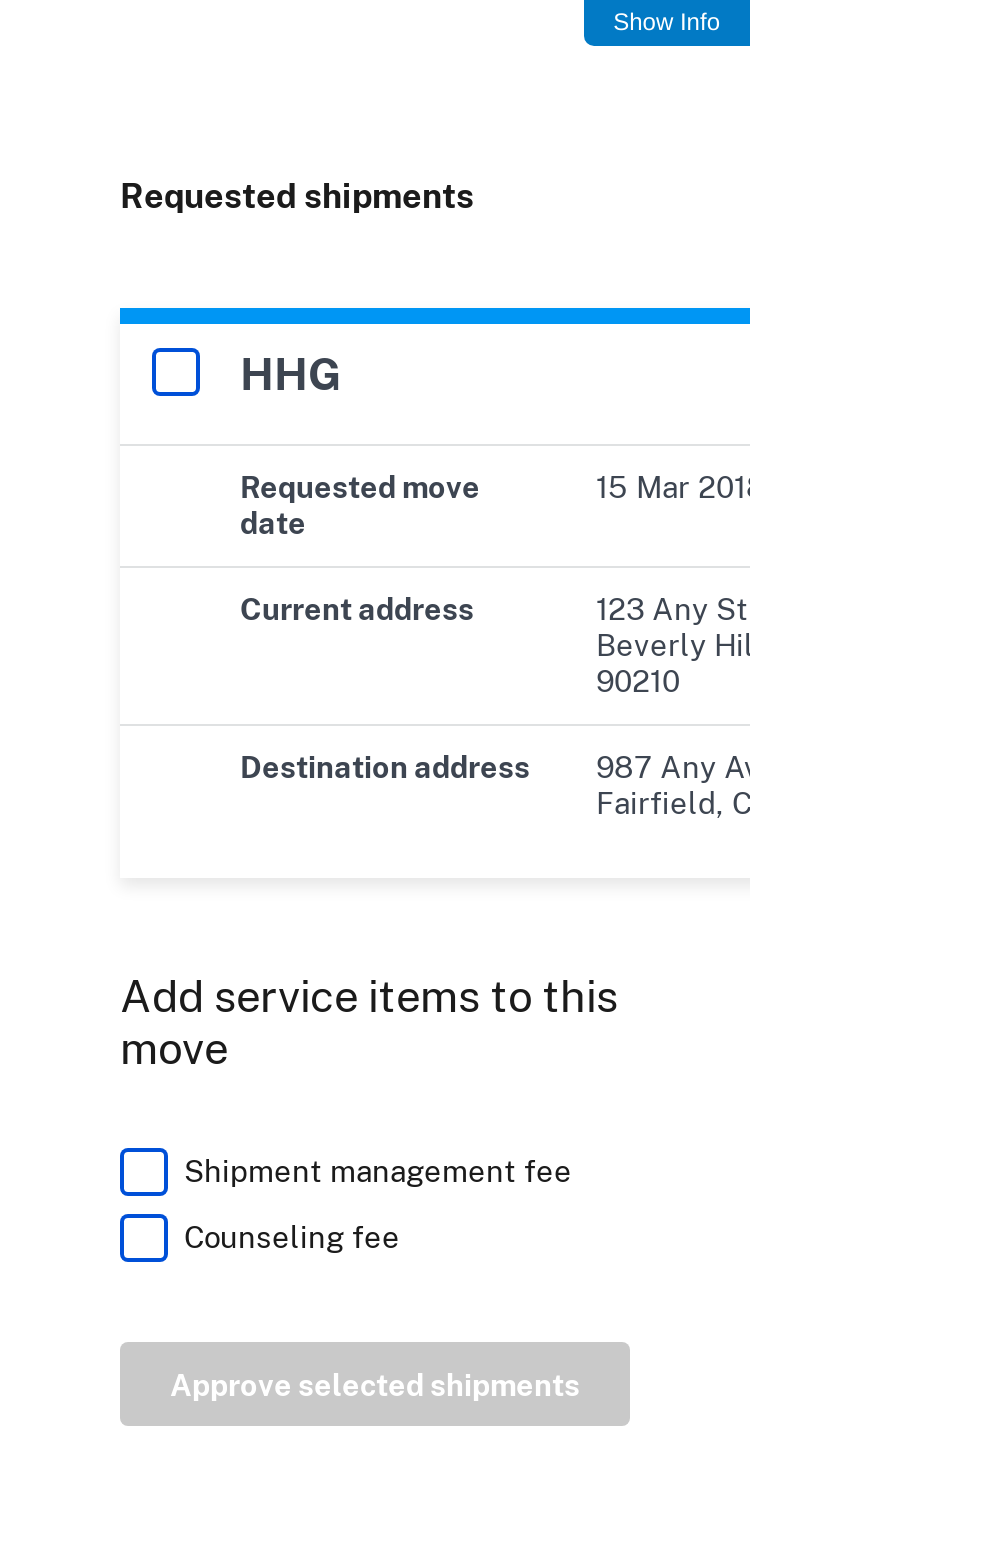 Show Info
Requested shipments
HHG
Requested move
date
15 Mar
Current address
123 Any St
Beverly
90210
Destination address
987 Any
Fairfield,
Add service items to this
move
Shipment management fee
Counseling fee
Approve selected shipments